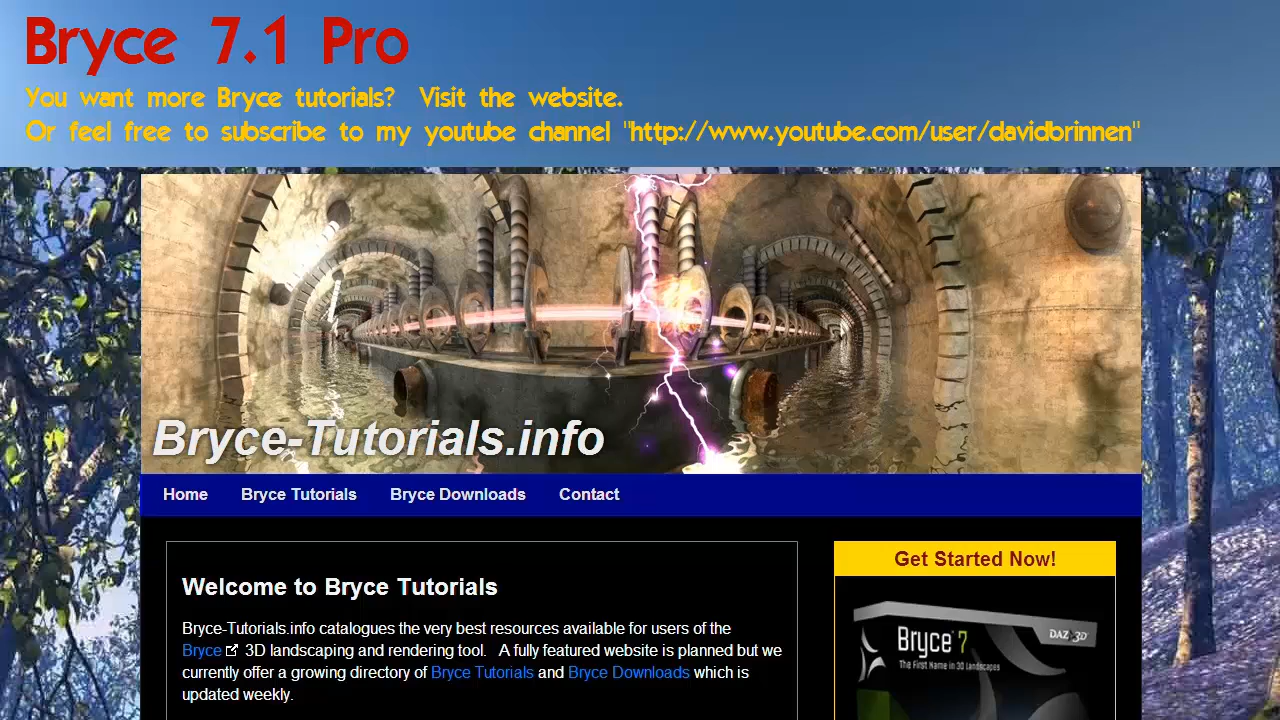 Bryce 7.1 Pro
You want more Bryce tutorials? Visit the website.
Or feel free to subscribe to my youtube channel "http://www.youtube.com/user/davidbrinnen"
Bryce-Tutorials.info
Home Bryce Tutorials Bryce Downloads Contact
Welcome to Bryce Tutorials
Bryce-Tutorials.info catalogues the very best resources available for users of the
Bryce 3D landscaping and rendering tool. A fully featured website is planned but we
currently offer a growing directory of Bryce Tutorials and Bryce Downloads which is
updated weekly.
Get Started Now!
DAZ 3D
Bryce 7
The First Name in 3D Landscapes